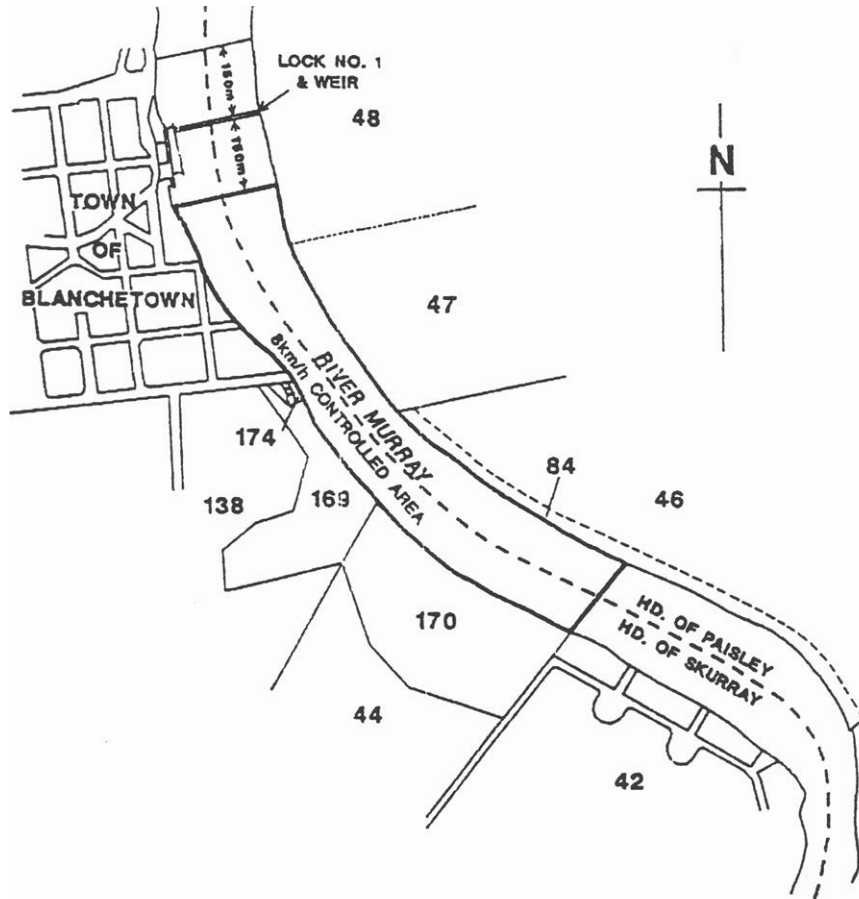 LOCK NO. 1
& WEIR
150m
150m
48
N
TOWN
OF
BLANCHETOWN
47
RIVER MURRAY
8km/h CONTROLLED AREA
174
84
46
138
169
170
HD. OF PAISLEY
HD. OF SKURRAY
44
42